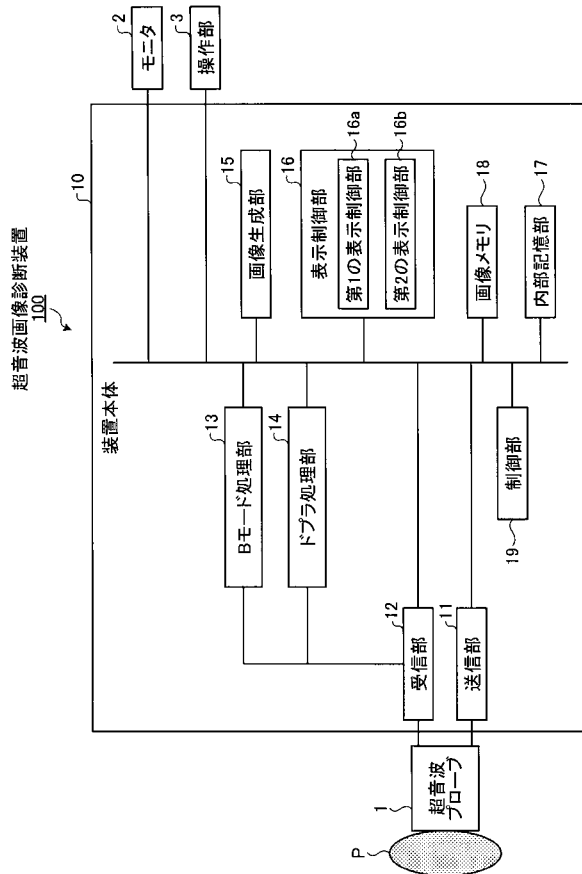 超音波画像診断装置
100
10
装置本体
P
1
超音波
プローブ
12
受信部
11
送信部
13
Bモード処理部
14
ドプラ処理部
制御部
19
15
画像生成部
16
表示制御部
16a
第1の表示制御部
16b
第2の表示制御部
18
画像メモリ
17
内部記憶部
2
モニタ
3
操作部